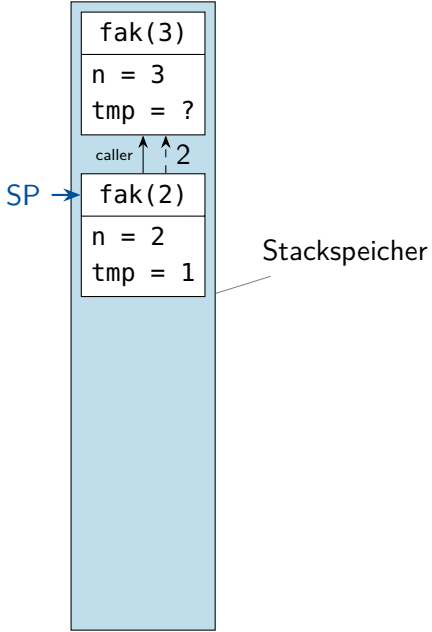 fak(3)
n = 3
tmp = ?
caller
2
SP
fak(2)
n = 2
tmp = 1
Stackspeicher